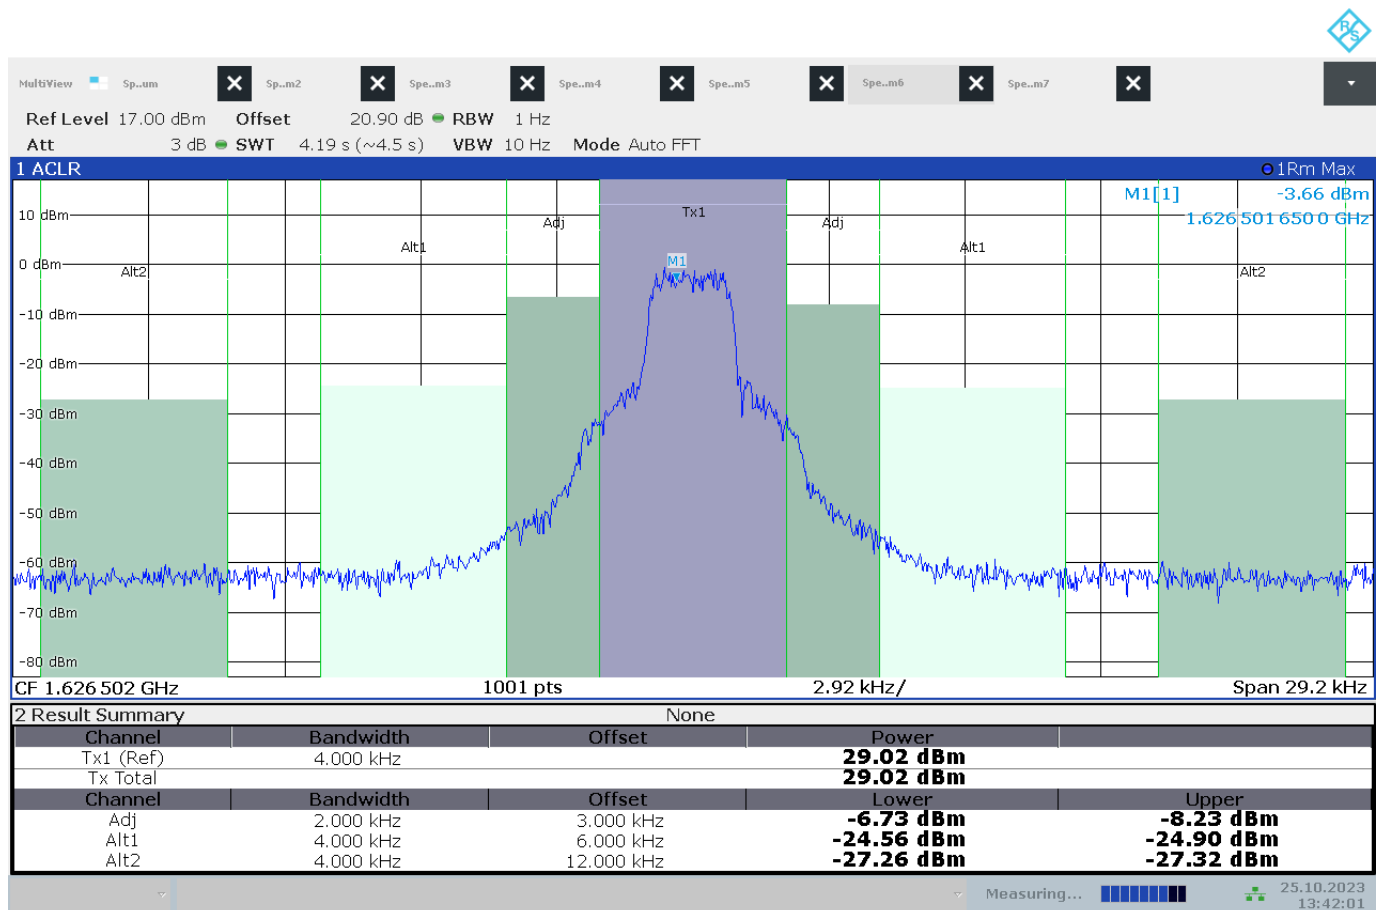 R&S
MultiView Sp..um Sp..m2 Spe..m3 Spe..m4 Spe..m5 Spe..m6 Spe..m7
Ref Level 17.00 dBm Offset 20.90 dB RBW 1 Hz
Att 3 dB SWT 4.19 s (~4.5 s) VBW 10 Hz Mode Auto FFT
1 ACLR 1Rm Max
M1[1] -3.66 dBm
1.626 501 650 0 GHz
10 dBm
0 dBm
-10 dBm
-20 dBm
-30 dBm
-40 dBm
-50 dBm
-60 dBm
-70 dBm
-80 dBm
Alt2 Alt1 Adj Tx1 Adj Alt1 Alt2
M1
CF 1.626 502 GHz 1001 pts 2.92 kHz/ Span 29.2 kHz
2 Result Summary None
Channel Bandwidth Offset Power
Tx1 (Ref) 4.000 kHz 29.02 dBm
Tx Total 29.02 dBm
Channel Bandwidth Offset Lower Upper
Adj 2.000 kHz 3.000 kHz -6.73 dBm -8.23 dBm
Alt1 4.000 kHz 6.000 kHz -24.56 dBm -24.90 dBm
Alt2 4.000 kHz 12.000 kHz -27.26 dBm -27.32 dBm
Measuring... 25.10.2023
13:42:01